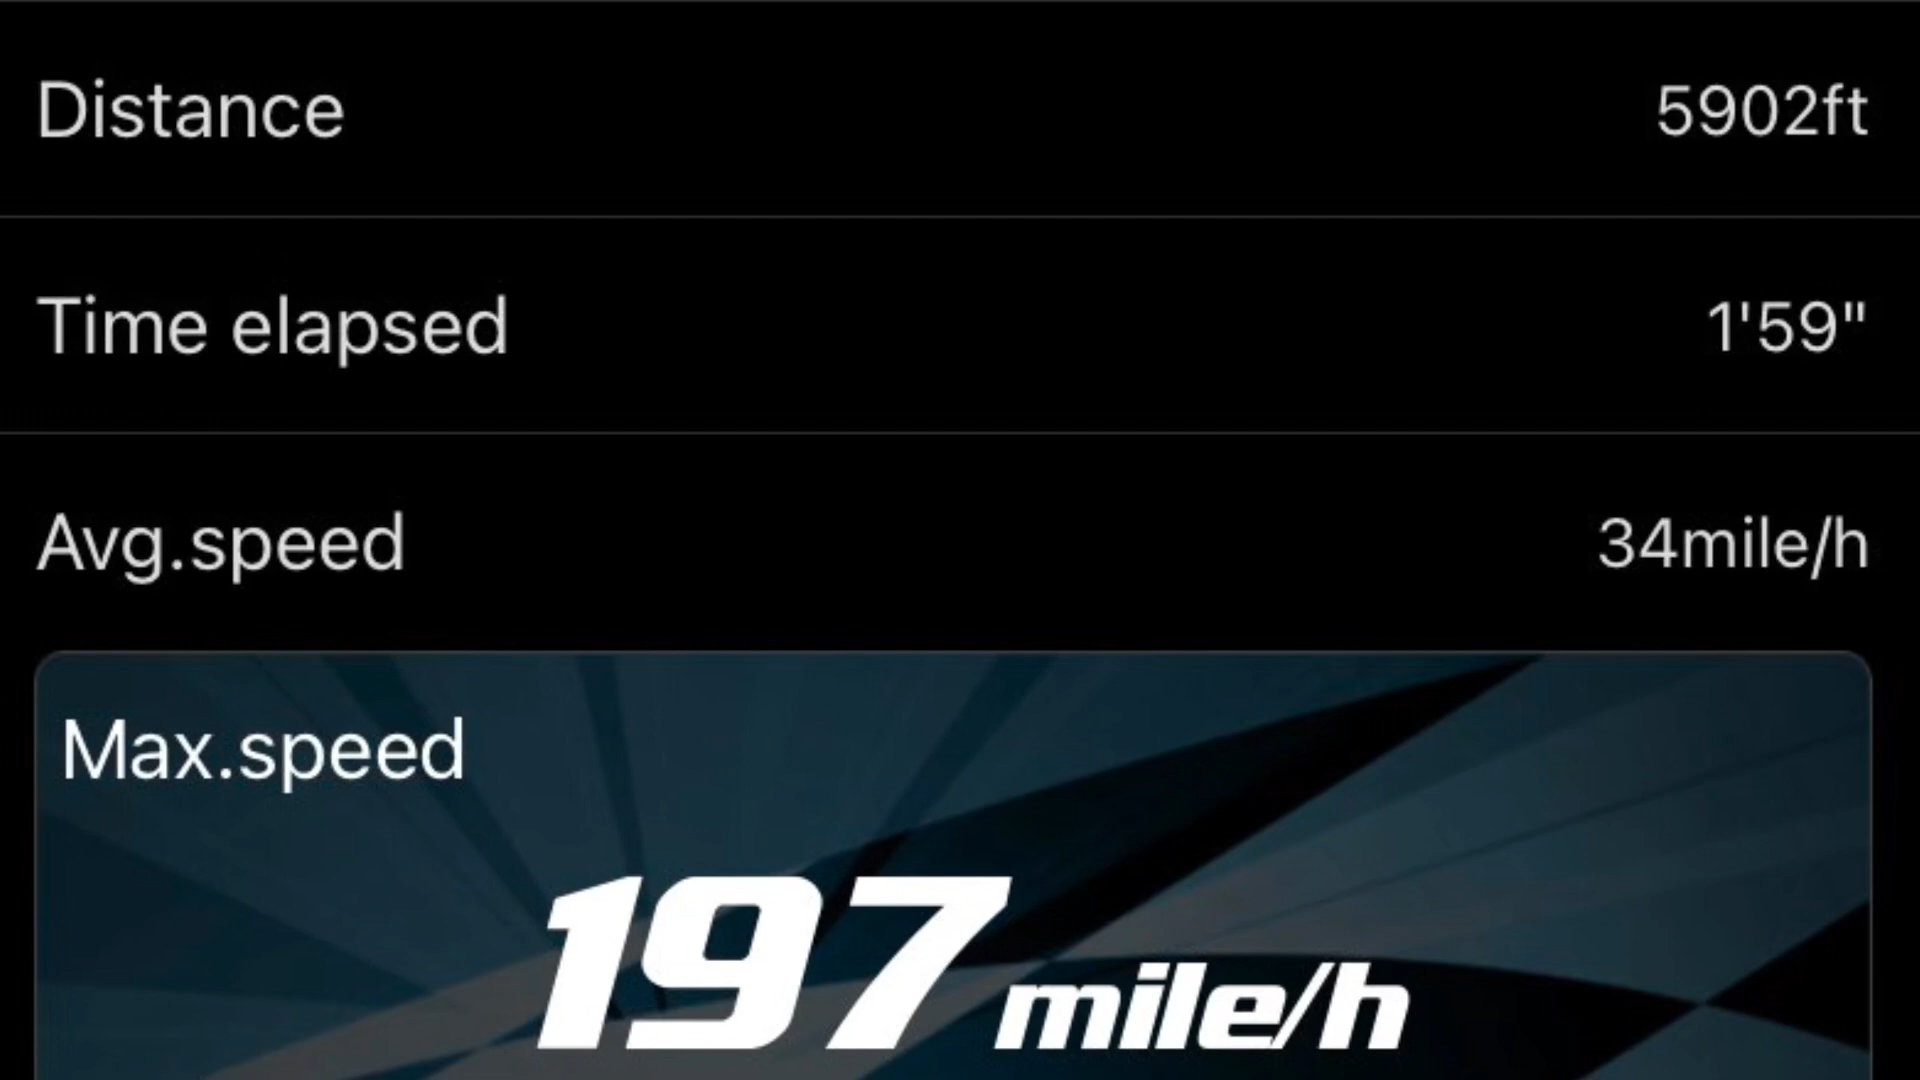 Distance 5902ft
Time elapsed 1'59"
Avg.speed 34mile/h
Max.speed
197 mile/h